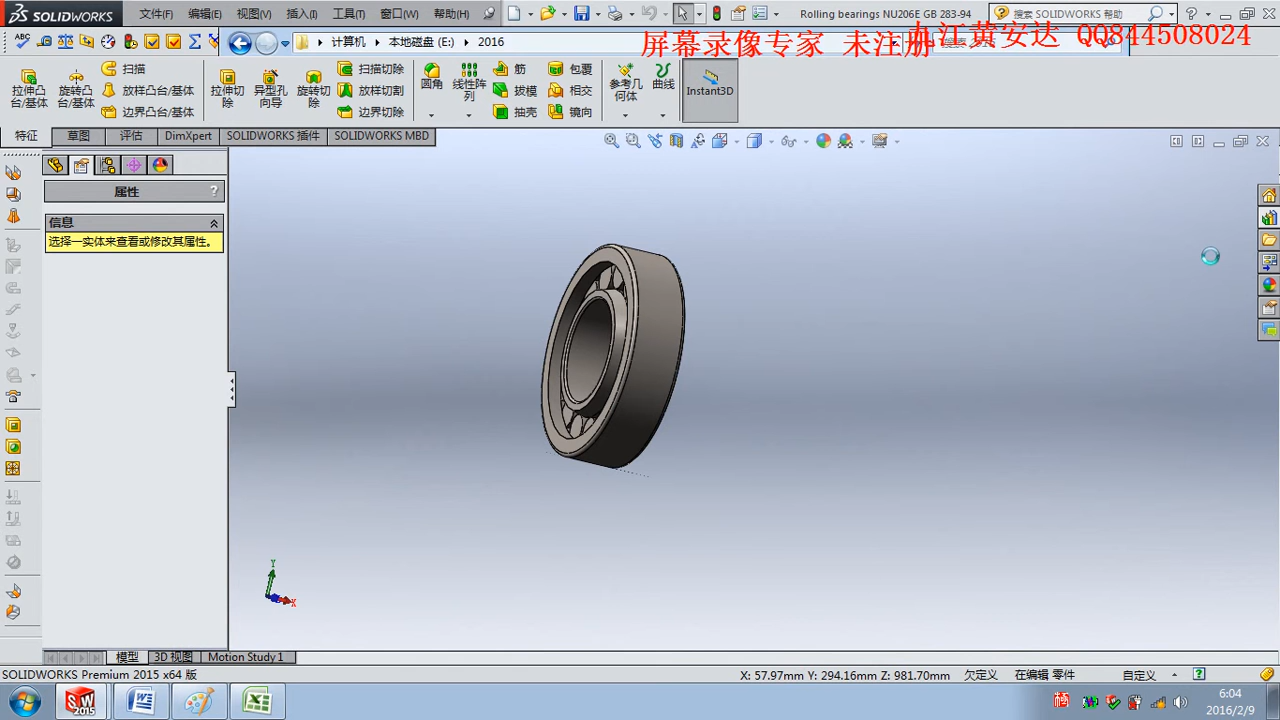 SOLIDWORKS 文件(F) 编辑(E) 视图(V) 插入(I) 工具(T) 窗口(W) 帮助(H) Rolling bearings NU206E GB 283-94 搜索 SOLIDWORKS 帮助
计算机 本地磁盘 (E:) 2016
屏幕录像专家 未注册 九江黄安达 QQ844508024
拉伸凸台/基体 旋转凸台/基体 扫描 放样凸台/基体 边界凸台/基体 拉伸切除 异型孔向导 旋转切除 扫描切除 放样切割 边界切除 圆角 线性阵列 筋 拔模 抽壳 包覆 相交 镜向 参考几何体 曲线 Instant3D
特征 草图 评估 DimXpert SOLIDWORKS 插件 SOLIDWORKS MBD
属性 ?
信息
选择一实体来查看或修改其属性。
Y
X
模型 3D 视图 Motion Study 1
SOLIDWORKS Premium 2015 x64 版 X: 57.97mm Y: 294.16mm Z: 981.70mm 欠定义 在编辑 零件 自定义
SW 2015
6:04
2016/2/9